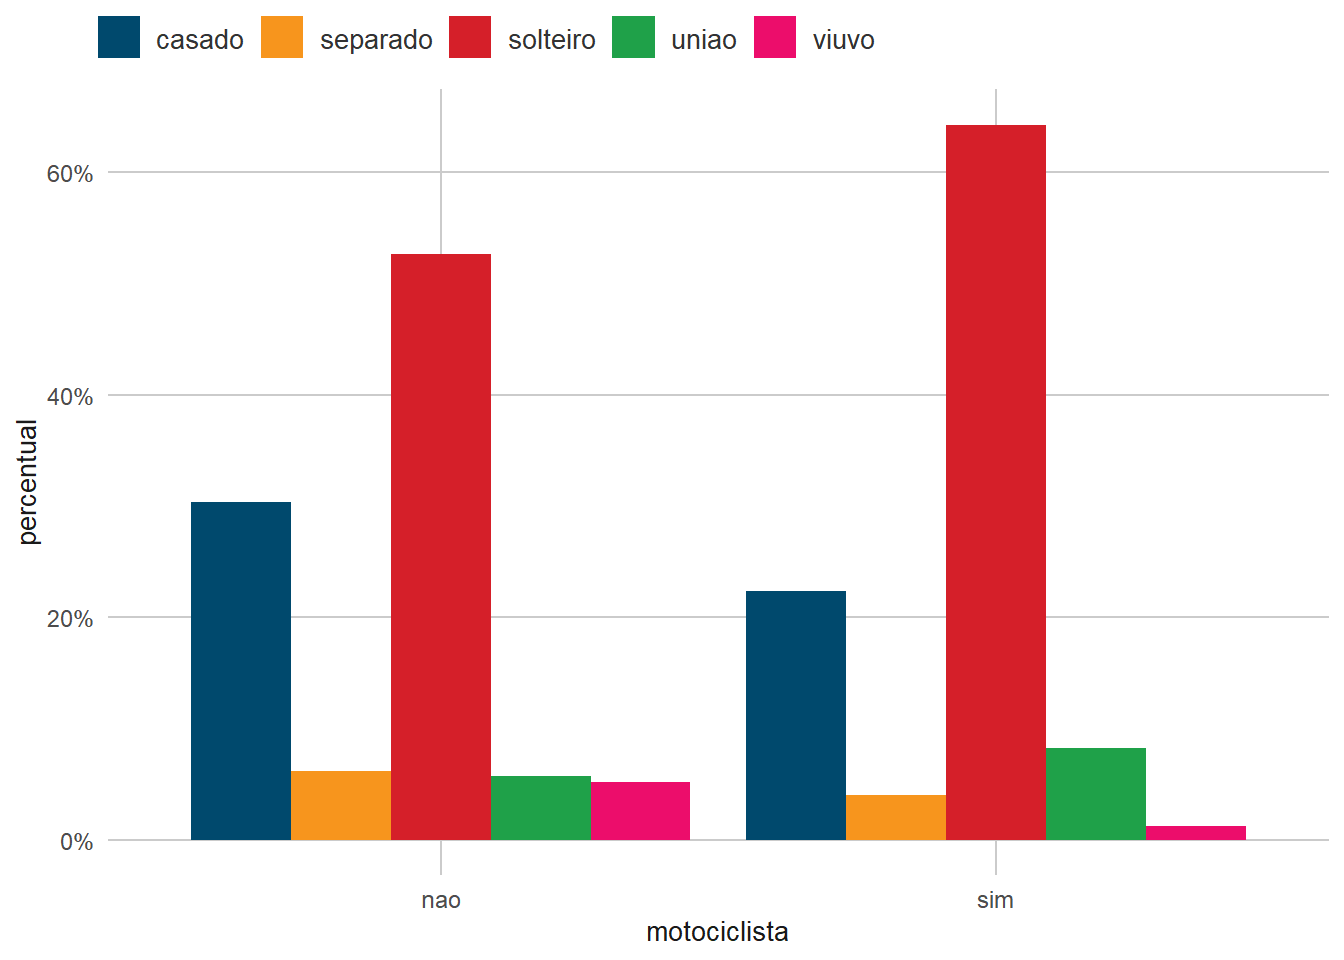 casado separado solteiro uniao viuvo
60%
40%
20%
0%
percentual
nao sim
motociclista